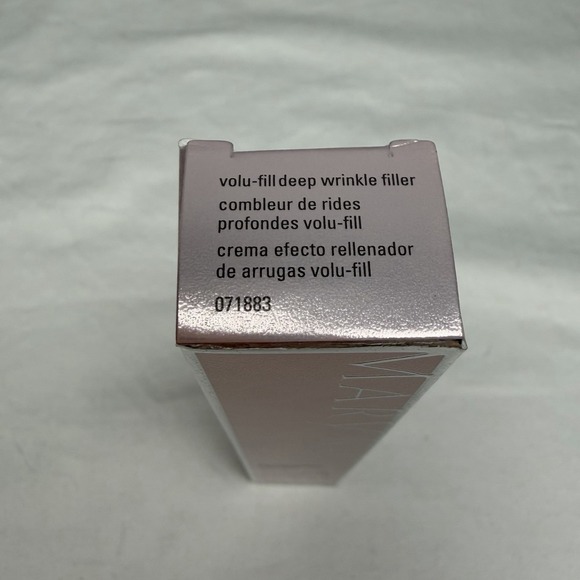 volu-fill deep wrinkle filler
combleur de rides
profondes volu-fill
crema efecto rellenador
de arrugas volu-fill
071883
MARY